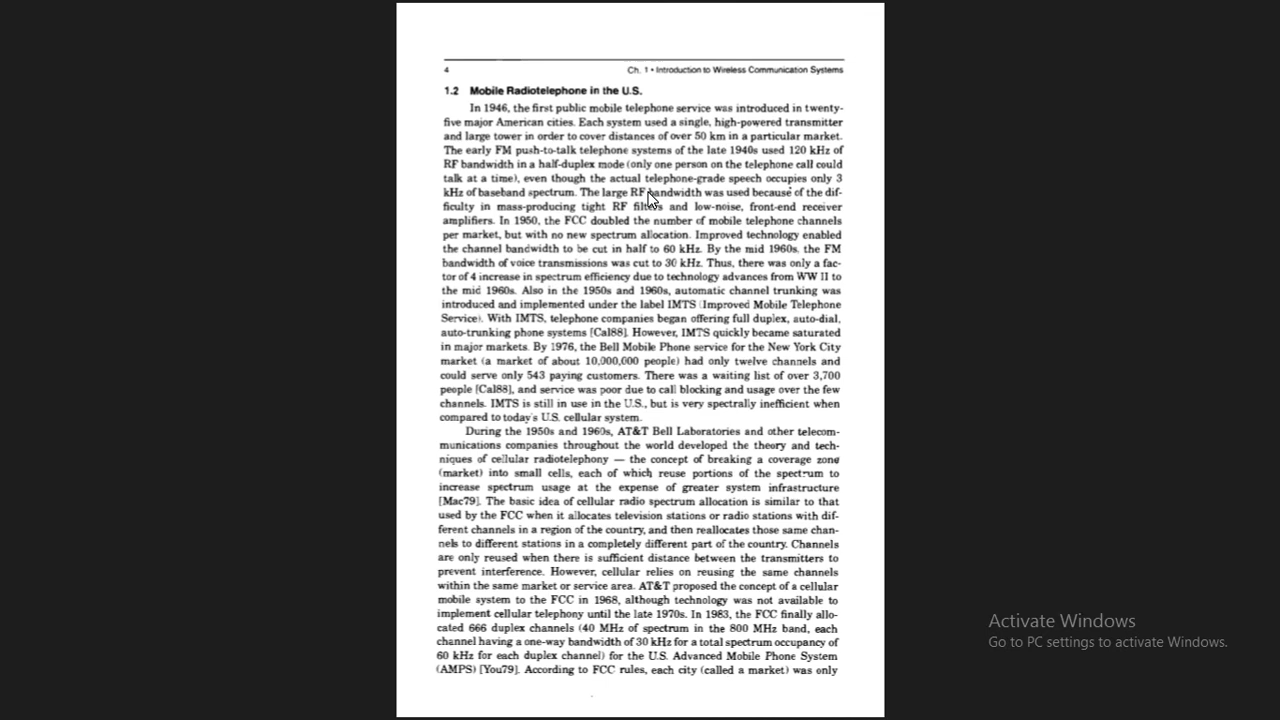 4
Ch. 1 • Introduction to Wireless Communication Systems
1.2 Mobile Radiotelephone in the U.S.
In 1946, the first public mobile telephone service was introduced in twenty-
five major American cities. Each system used a single, high-powered transmitter
and large tower in order to cover distances of over 50 km in a particular market.
The early FM push-to-talk telephone systems of the late 1940s used 120 kHz of
RF bandwidth in a half-duplex mode (only one person on the telephone call could
talk at a time), even though the actual telephone-grade speech occupies only 3
kHz of baseband spectrum. The large RF bandwidth was used because of the dif-
ficulty in mass-producing tight RF filters and low-noise, front-end receiver
amplifiers. In 1950, the FCC doubled the number of mobile telephone channels
per market, but with no new spectrum allocation. Improved technology enabled
the channel bandwidth to be cut in half to 60 kHz. By the mid 1960s, the FM
bandwidth of voice transmissions was cut to 30 kHz. Thus, there was only a fac-
tor of 4 increase in spectrum efficiency due to technology advances from WW II to
the mid 1960s. Also in the 1950s and 1960s, automatic channel trunking was
introduced and implemented under the label IMTS (Improved Mobile Telephone
Service). With IMTS, telephone companies began offering full duplex, auto-dial,
auto-trunking phone systems [Cal88]. However, IMTS quickly became saturated
in major markets. By 1976, the Bell Mobile Phone service for the New York City
market (a market of about 10,000,000 people) had only twelve channels and
could serve only 543 paying customers. There was a waiting list of over 3,700
people [Cal88], and service was poor due to call blocking and usage over the few
channels. IMTS is still in use in the U.S., but is very spectrally inefficient when
compared to today's U.S. cellular system.
During the 1950s and 1960s, AT&T Bell Laboratories and other telecom-
munications companies throughout the world developed the theory and tech-
niques of cellular radiotelephony — the concept of breaking a coverage zone
(market) into small cells, each of which reuse portions of the spectrum to
increase spectrum usage at the expense of greater system infrastructure
[Mac79]. The basic idea of cellular radio spectrum allocation is similar to that
used by the FCC when it allocates television stations or radio stations with dif-
ferent channels in a region of the country, and then reallocates those same chan-
nels to different stations in a completely different part of the country. Channels
are only reused when there is sufficient distance between the transmitters to
prevent interference. However, cellular relies on reusing the same channels
within the same market or service area. AT&T proposed the concept of a cellular
mobile system to the FCC in 1968, although technology was not available to
implement cellular telephony until the late 1970s. In 1983, the FCC finally allo-
cated 666 duplex channels (40 MHz of spectrum in the 800 MHz band, each
channel having a one-way bandwidth of 30 kHz for a total spectrum occupancy of
60 kHz for each duplex channel) for the U.S. Advanced Mobile Phone System
(AMPS) [You79]. According to FCC rules, each city (called a market) was only
Activate Windows
Go to PC settings to activate Windows.